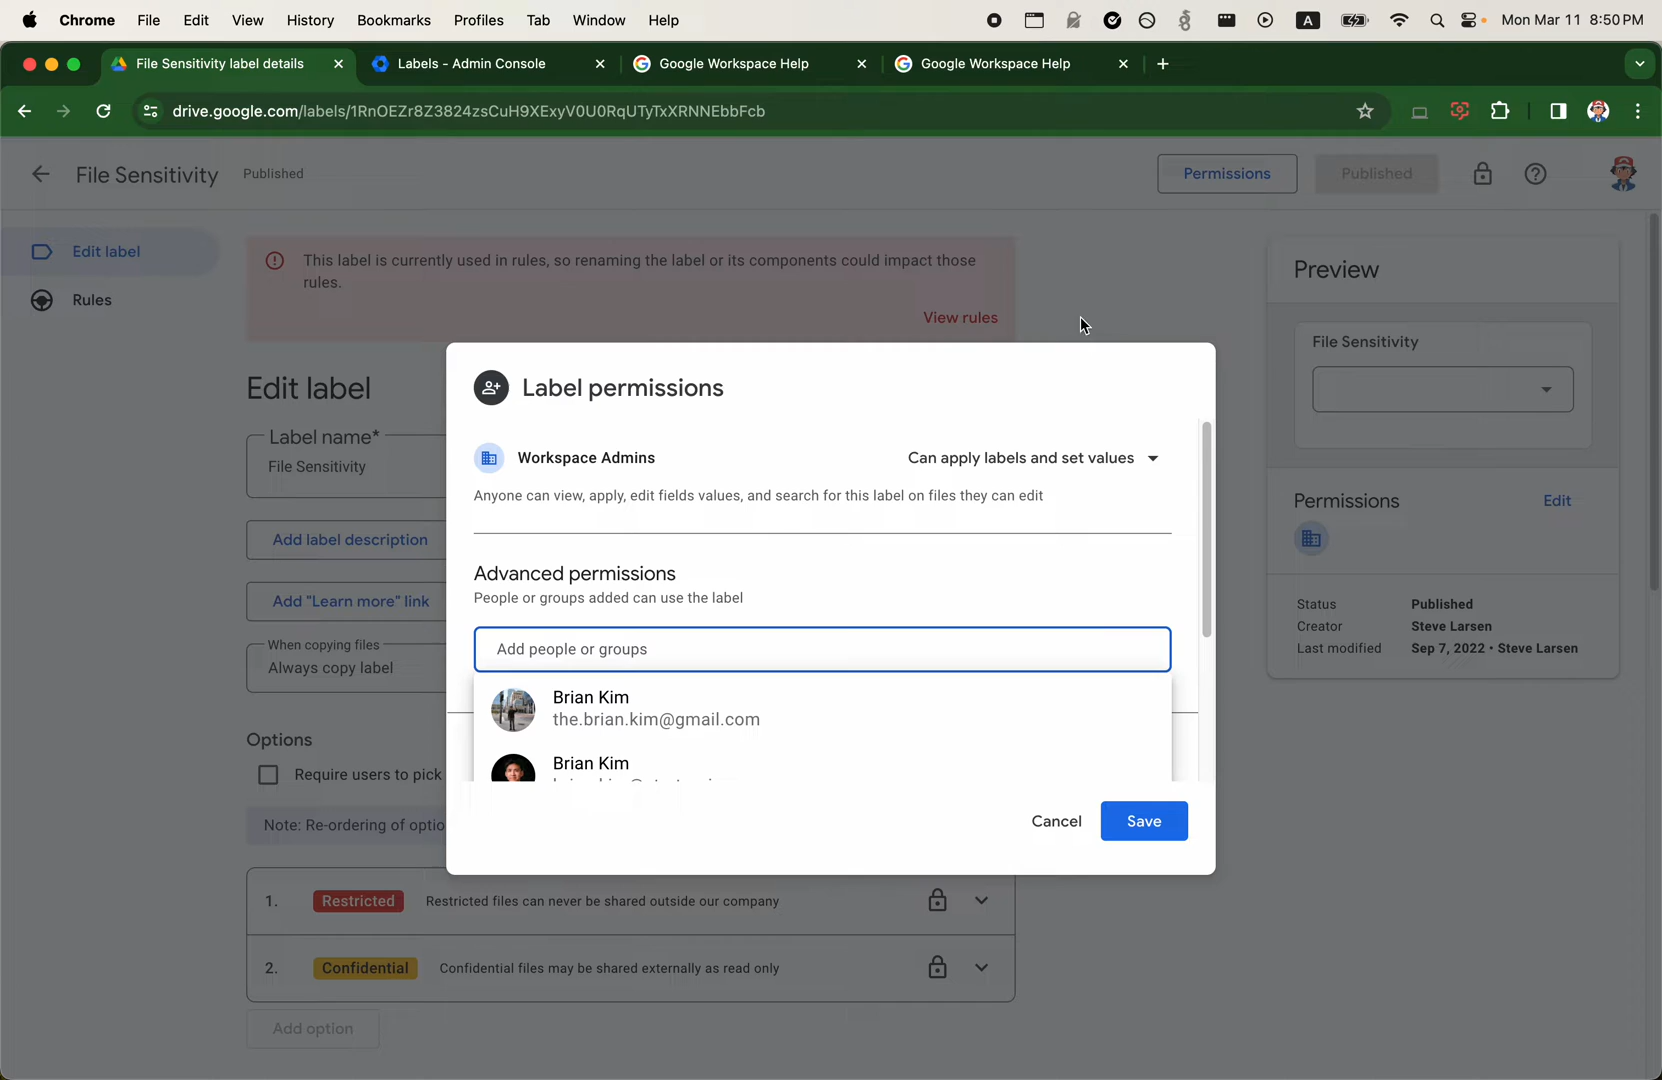 Chrome File Edit View History Bookmarks Profiles Tab Window Help A Mon Mar 11 8:50 PM
File Sensitivity label details Labels - Admin Console Google Workspace Help Google Workspace Help
drive.google.com/labels/1RnOEZr8Z3824zsCuH9XExyV0U0RqUTyTxXRNNEbbFcb
File Sensitivity Published Permissions Published
Edit label
Rules
This label is currently used in rules, so renaming the label or its components could impact those
rules.
View rules
Edit label
Label name*
File Sensitivity
Add label description
Add "Learn more" link
When copying files
Always copy label
Options
Require users to pick
Note: Re-ordering of optio
1. Restricted Restricted files can never be shared outside our company
2. Confidential Confidential files may be shared externally as read only
Add option
Label permissions
Workspace Admins Can apply labels and set values
Anyone can view, apply, edit fields values, and search for this label on files they can edit
Advanced permissions
People or groups added can use the label
Add people or groups
Brian Kim
the.brian.kim@gmail.com
Brian Kim
Cancel Save
Preview
File Sensitivity
Permissions Edit
Status Published
Creator Steve Larsen
Last modified Sep 7, 2022 • Steve Larsen